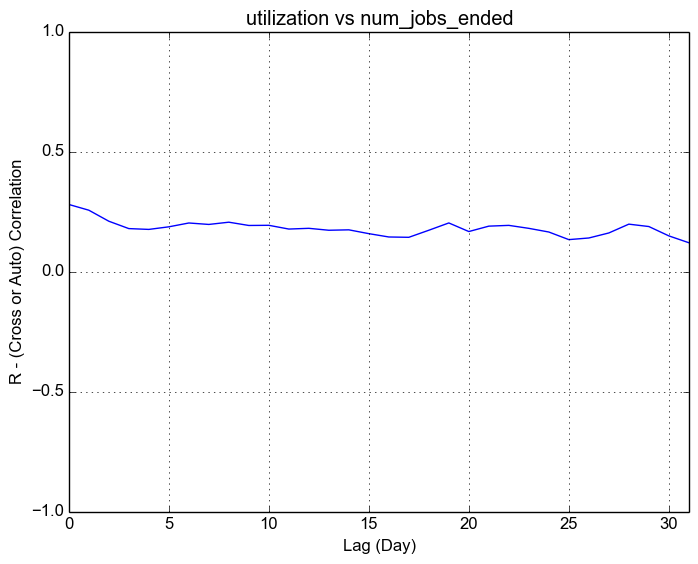 utilization vs num_jobs_ended
1.0
0.5
0.0
−0.5
−1.0
R - (Cross or Auto) Correlation
0 5 10 15 20 25 30
Lag (Day)